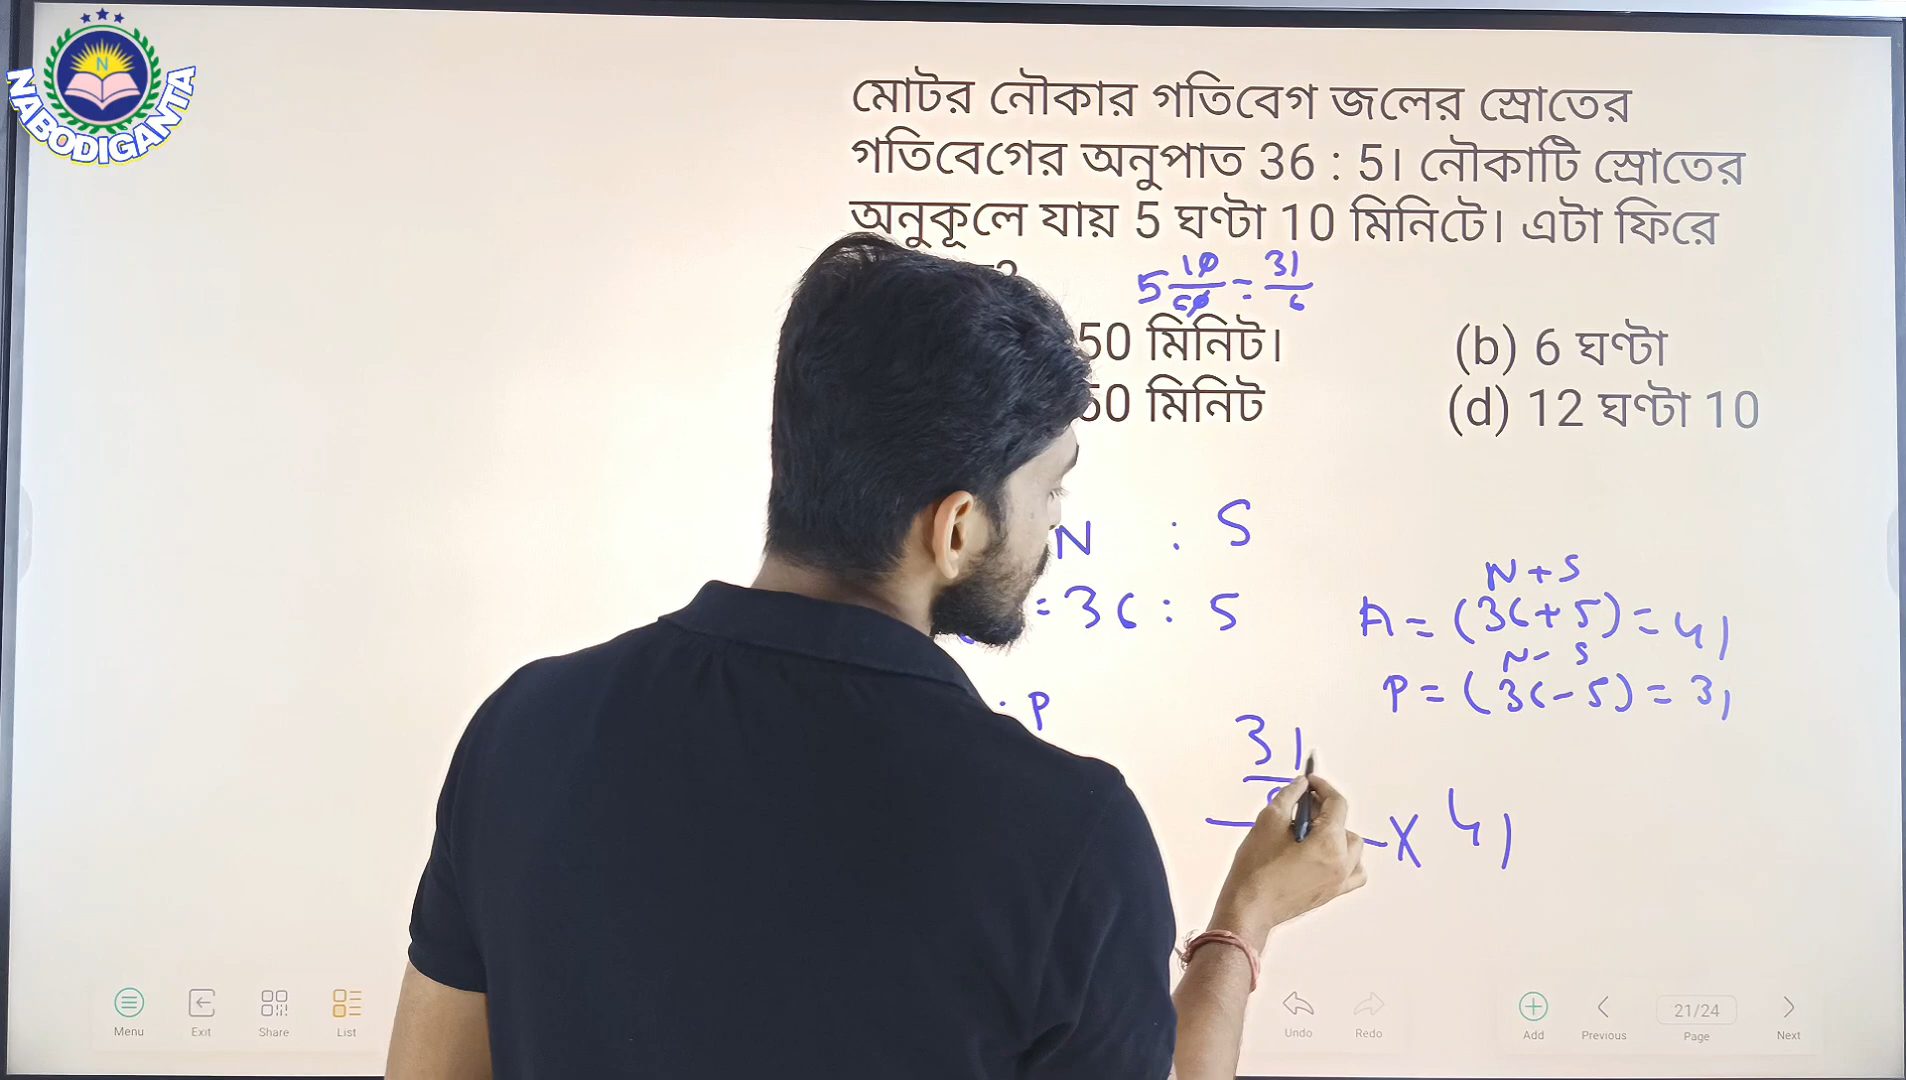 N
NABODIGANTA
মোটর নৌকার গতিবেগ জলের স্রোতের
গতিবেগের অনুপাত 36 : 5। নৌকাটি স্রোতের
অনুকূলে যায় 5 ঘণ্টা 10 মিনিটে। এটা ফিরে
5 10/60 = 31/6
50 মিনিট। (b) 6 ঘণ্টা
50 মিনিট (d) 12 ঘণ্টা 10
N : S
= 36 : 5
N + S
A = (36 + 5) = 41
N - S
P = (36 - 5) = 31
: P
31
x 41
Menu Exit Share List Undo Redo Add Previous 21/24 Page Next